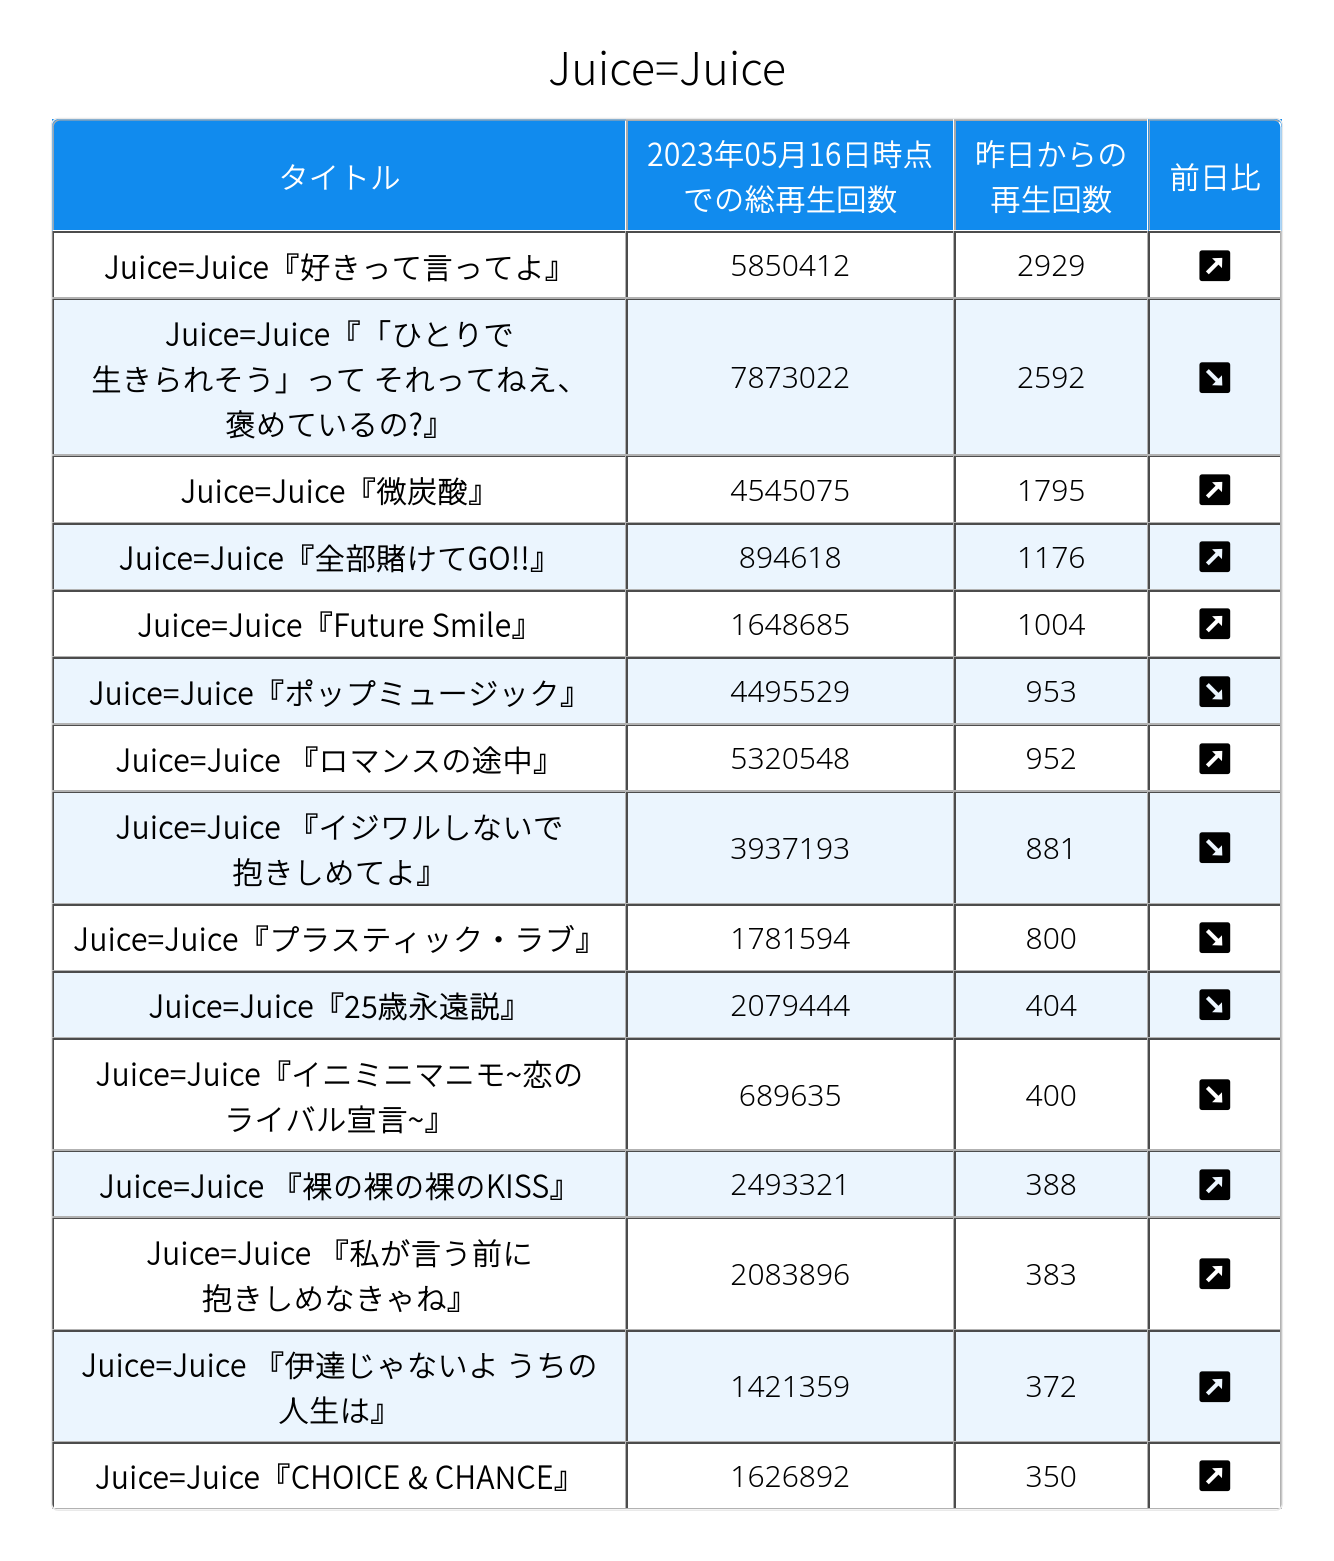 Juice=Juice
タイトル
2023年05月16日時点
での総再生回数
昨日からの
再生回数
前日比
Juice=Juice『好きって言ってよ』
5850412
2929
Juice=Juice『「ひとりで
生きられそう」って それってねえ、
褒めているの?』
7873022
2592
Juice=Juice『微炭酸』
4545075
1795
Juice=Juice『全部賭けてGO!!』
894618
1176
Juice=Juice『Future Smile』
1648685
1004
Juice=Juice『ポップミュージック』
4495529
953
Juice=Juice 『ロマンスの途中』
5320548
952
Juice=Juice 『イジワルしないで
抱きしめてよ』
3937193
881
Juice=Juice『プラスティック・ラブ』
1781594
800
Juice=Juice『25歳永遠説』
2079444
404
Juice=Juice『イニミニマニモ~恋の
ライバル宣言~』
689635
400
Juice=Juice 『裸の裸の裸のKISS』
2493321
388
Juice=Juice 『私が言う前に
抱きしめなきゃね』
2083896
383
Juice=Juice 『伊達じゃないよ うちの
人生は』
1421359
372
Juice=Juice『CHOICE & CHANCE』
1626892
350